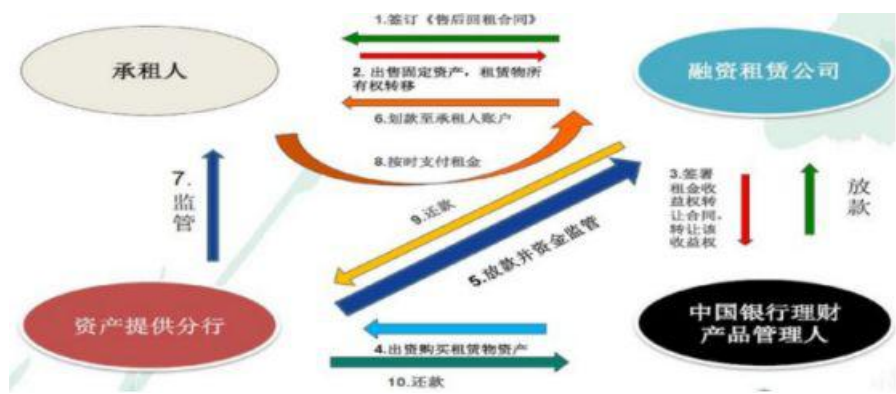 1.签订《售后回租合同》
承租人
融资租赁公司
2. 出售固定资产，租赁物所
有权转移
6.划款至承租人账户
8.按时支付租金
7.
监
管
9.还款
5.放款并资金监管
3.签署
租金收
益权转
让合同，
转让该
收益权
放
款
资产提供分行
中国银行理财
产品管理人
4.出资购买租赁物资产
10.还款